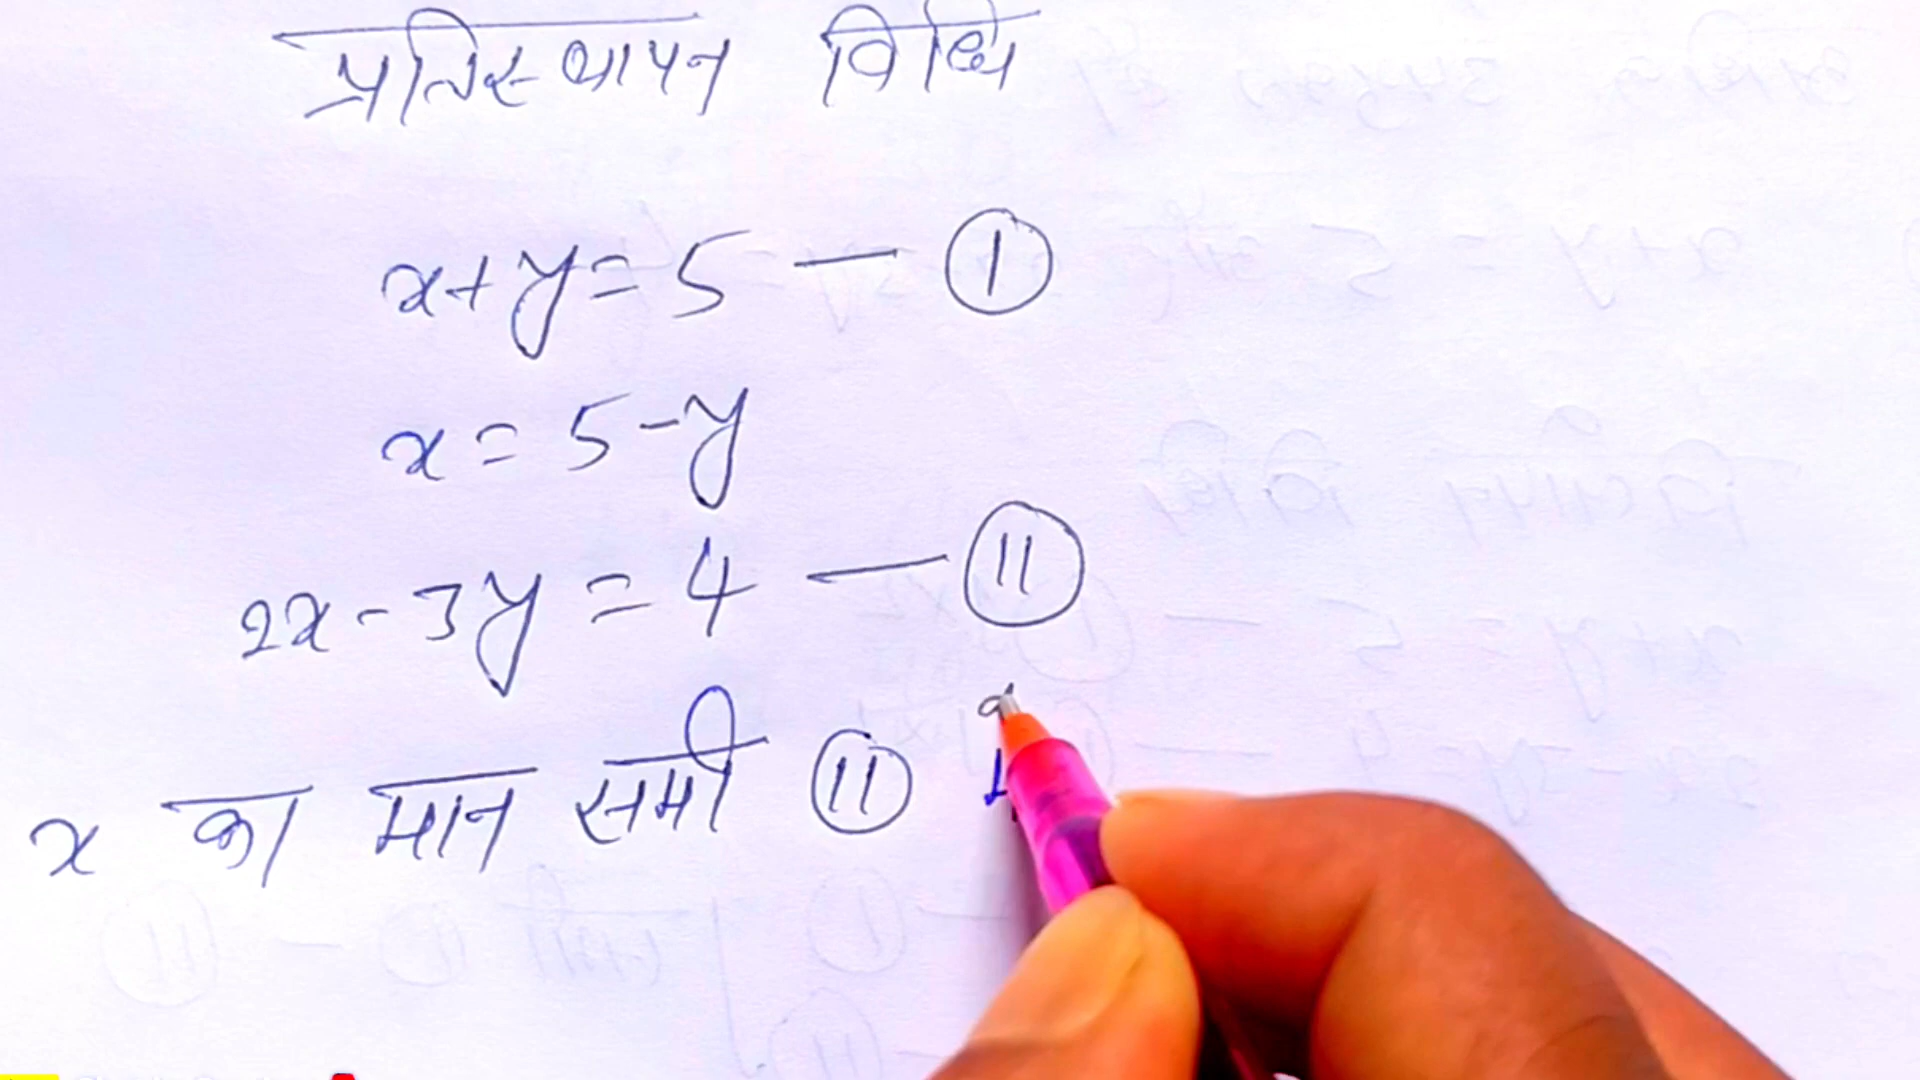 प्रतिस्थापन विधि
x+y=5 — ①
x = 5-y
2x-3y=4 — ⑪
x का मान समी ⑪